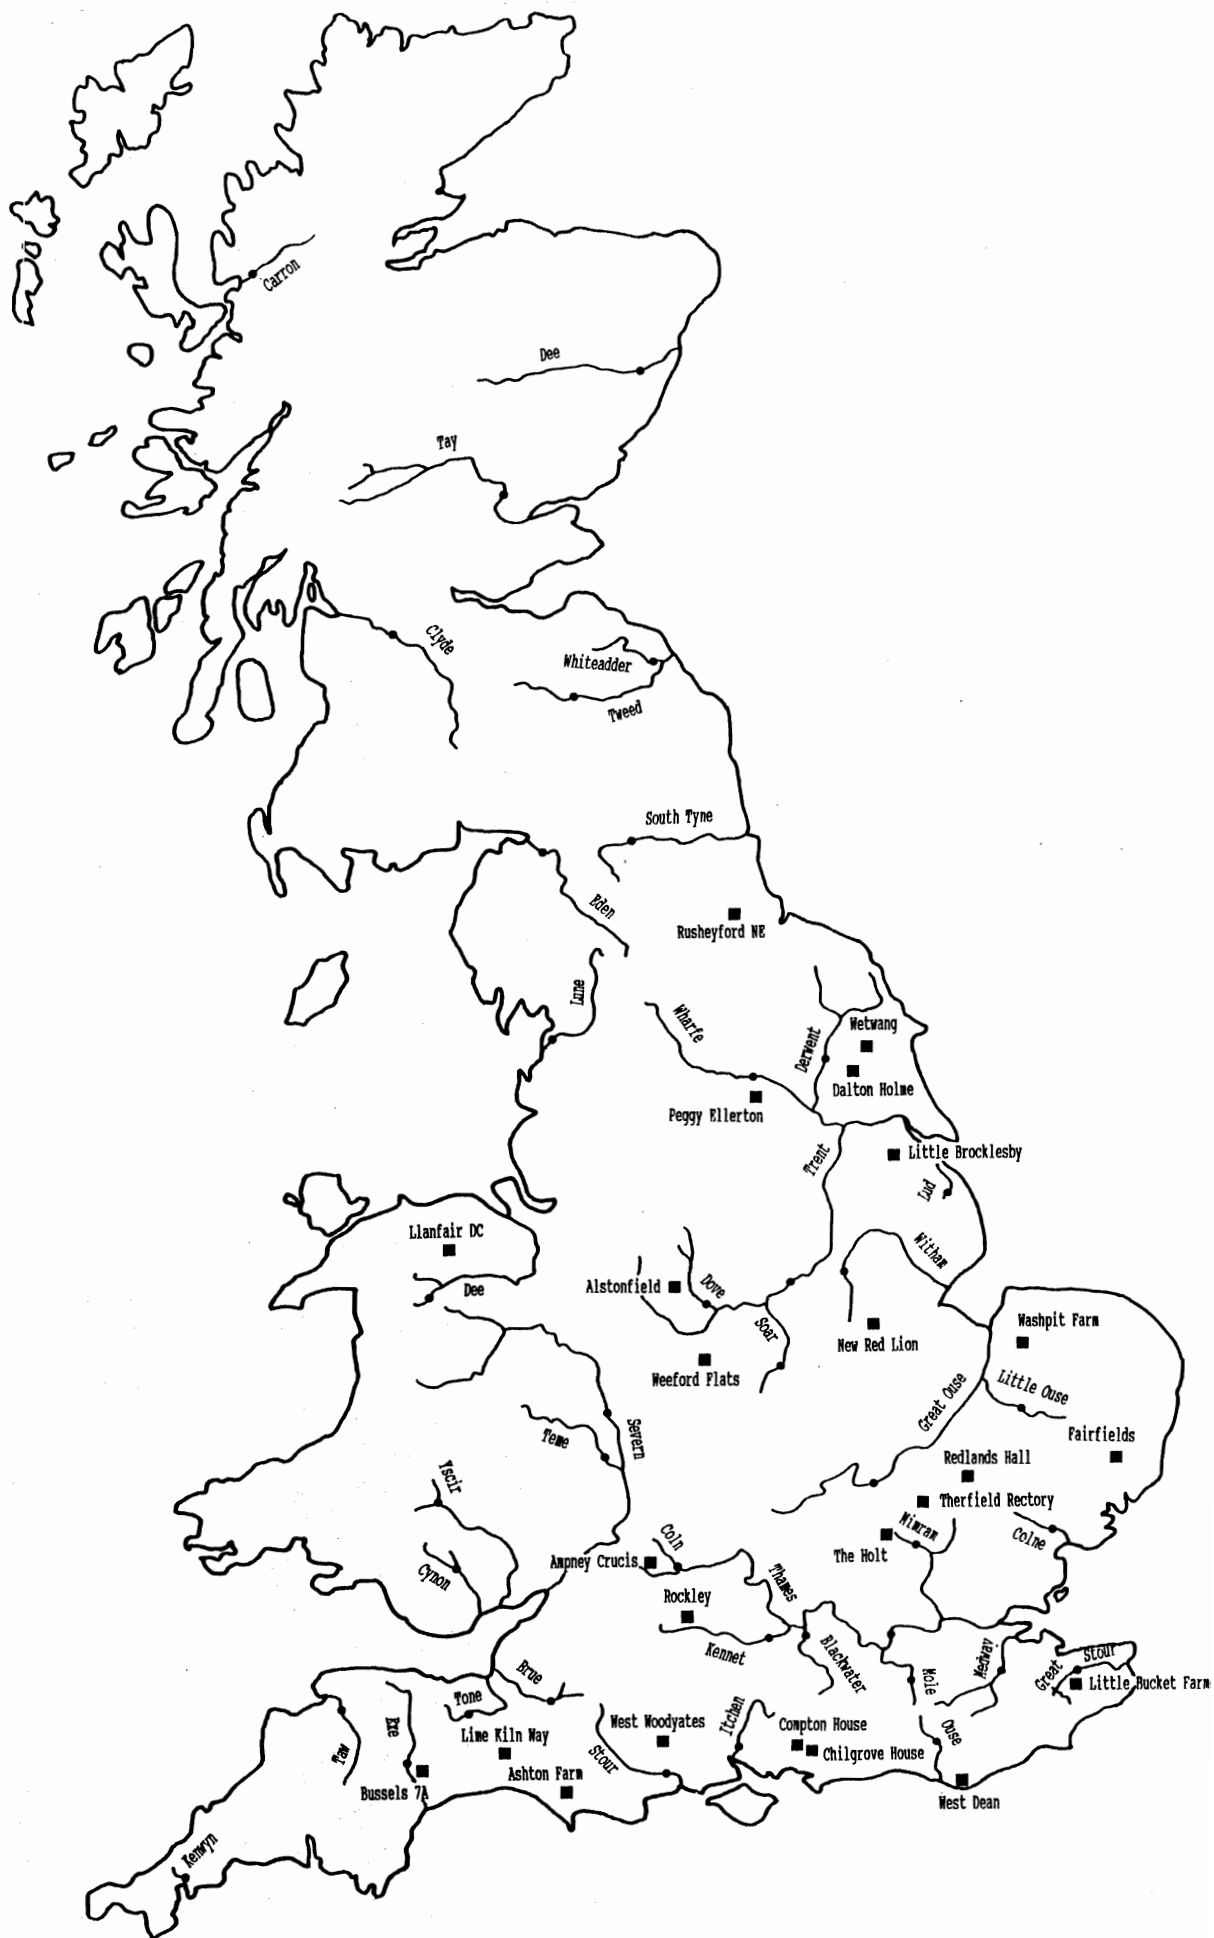 Carron
Dee
Tay
Clyde
Whiteadder
Tweed
South Tyne
Eden
Rusheyford NE
Lune
Wharfe
Derwent
Wetwang
Dalton Holme
Peggy Ellerton
Trent
Little Brocklesby
Lud
Llanfair DC
Witham
Dee
Alstonfield
Dove
Soar
New Red Lion
Washpit Farm
Weeford Flats
Little Ouse
Great Ouse
Severn
Teme
Fairfields
Redlands Hall
Yscir
Therfield Rectory
Mimram
Colne
Coln
The Holt
Ampney Crucis
Cynon
Thames
Rockley
Kennet
Blackwater
Mole
Medway
Great Stour
Little Bucket Farm
Brue
Tone
Exe
Taw
Lime Kiln Way
West Woodyates
Itchen
Compton House
Chilgrove House
Ouse
Stour
Ashton Farm
Bussels 7A
West Dean
Kenwyn